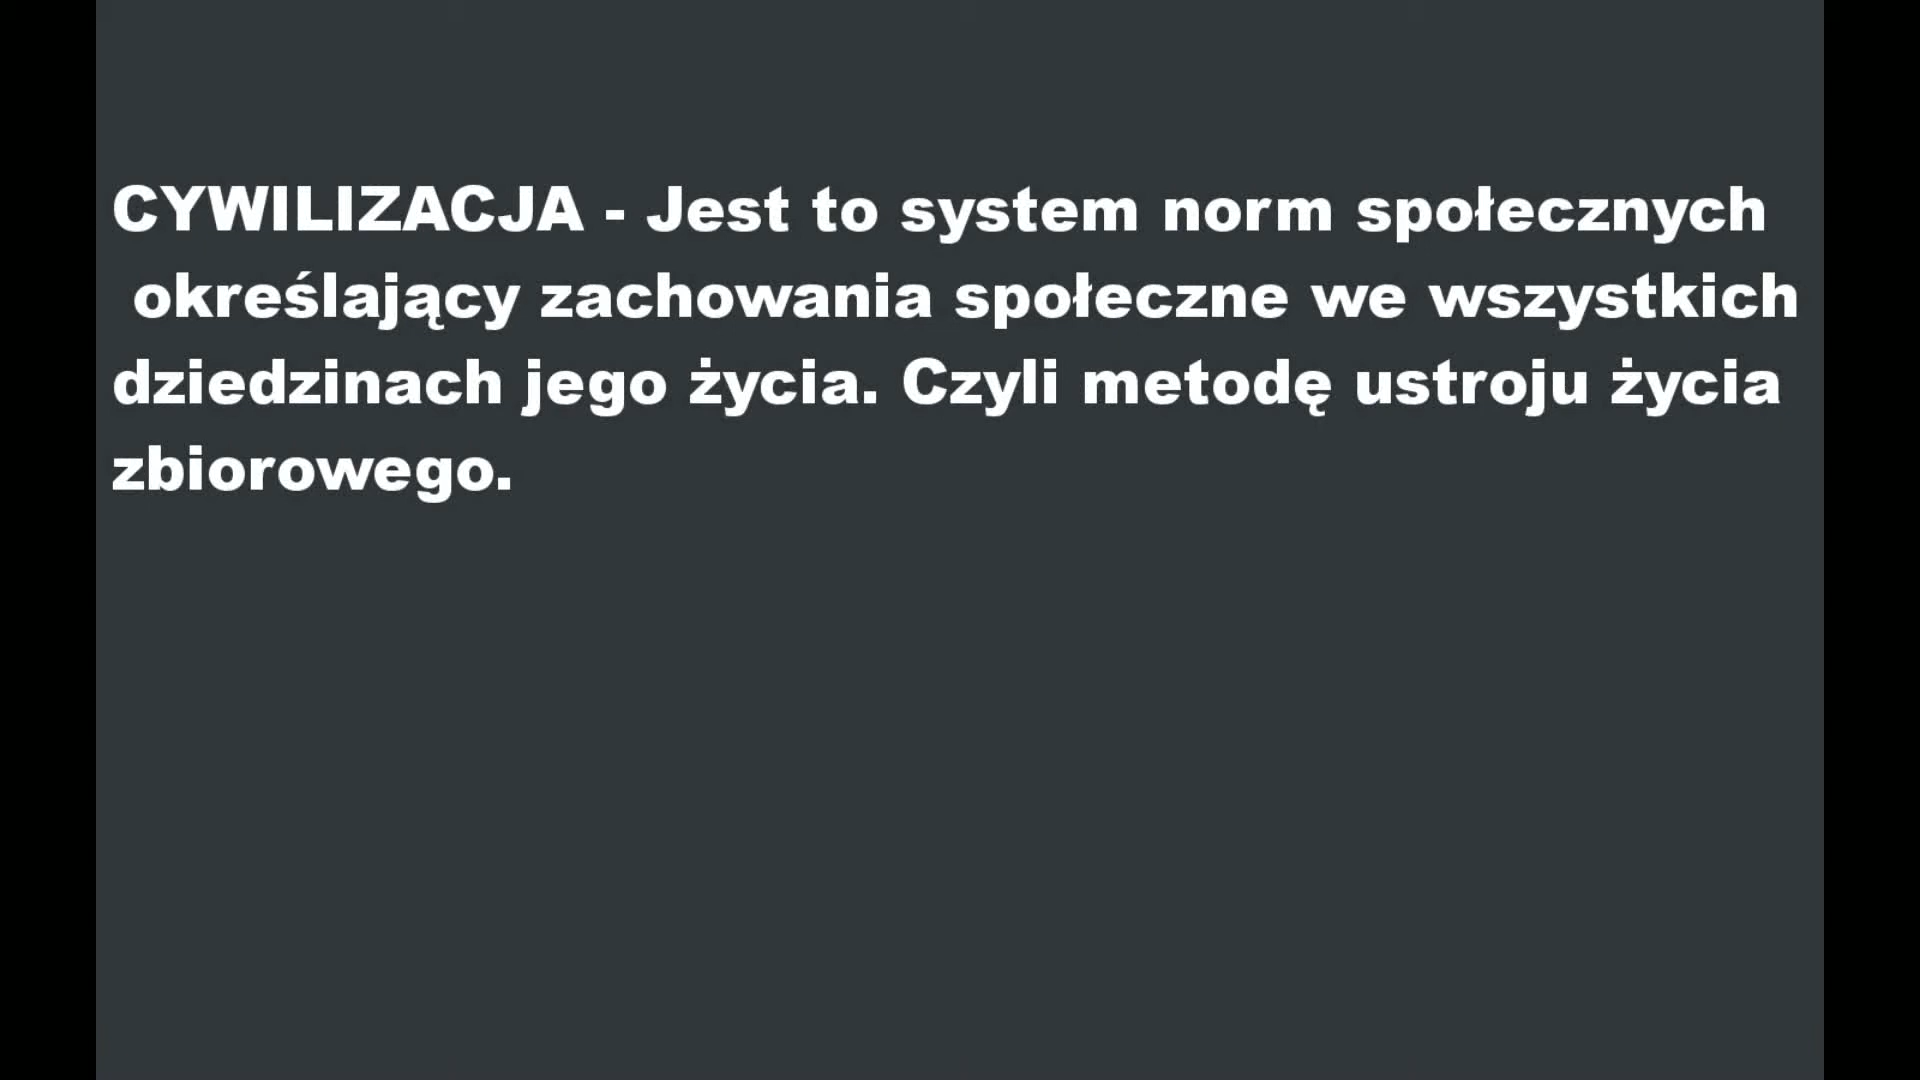 CYWILIZACJA - Jest to system norm społecznych
określający zachowania społeczne we wszystkich
dziedzinach jego życia. Czyli metodę ustroju życia
zbiorowego.